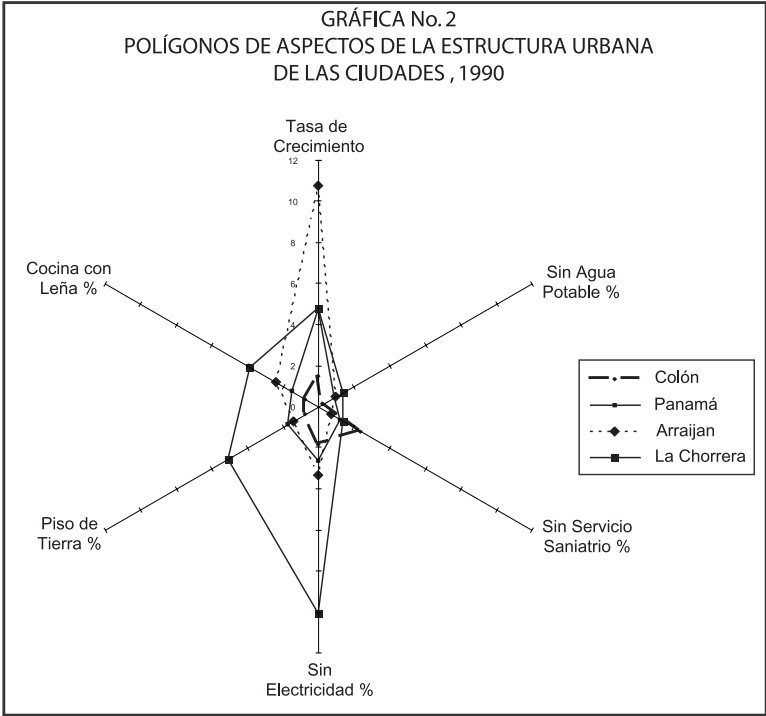 GRÁFICA No. 2
POLÍGONOS DE ASPECTOS DE LA ESTRUCTURA URBANA
DE LAS CIUDADES , 1990
Tasa de
Crecimiento
12
10
8
6
4
2
0
Sin Agua
Potable %
Sin Servicio
Saniatrio %
Sin
Electricidad %
Piso de
Tierra %
Cocina con
Leña %
Colón
Panamá
Arraijan
La Chorrera